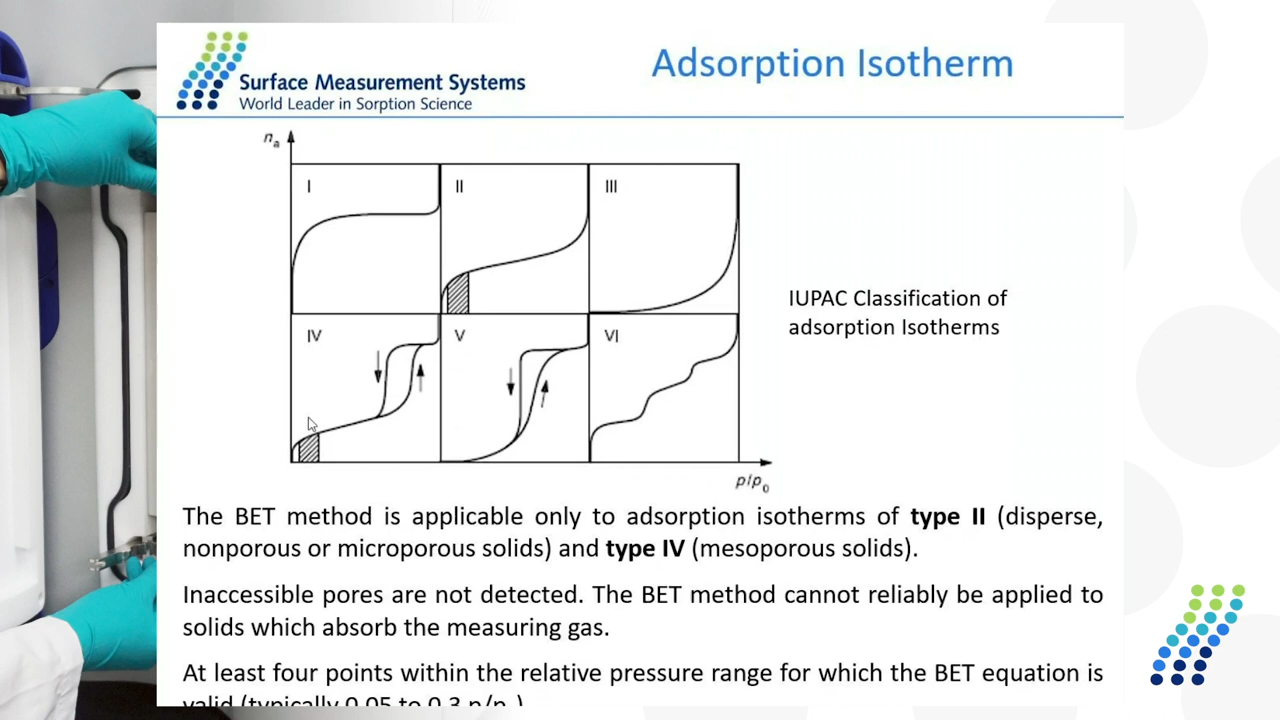 Surface Measurement Systems
World Leader in Sorption Science
Adsorption Isotherm
nₐ
I
II
III
IV
V
VI
p/p₀
IUPAC Classification of
adsorption Isotherms
The BET method is applicable only to adsorption isotherms of type II (disperse,
nonporous or microporous solids) and type IV (mesoporous solids).
Inaccessible pores are not detected. The BET method cannot reliably be applied to
solids which absorb the measuring gas.
At least four points within the relative pressure range for which the BET equation is
valid (typically 0.05 to 0.3 p/p₀)